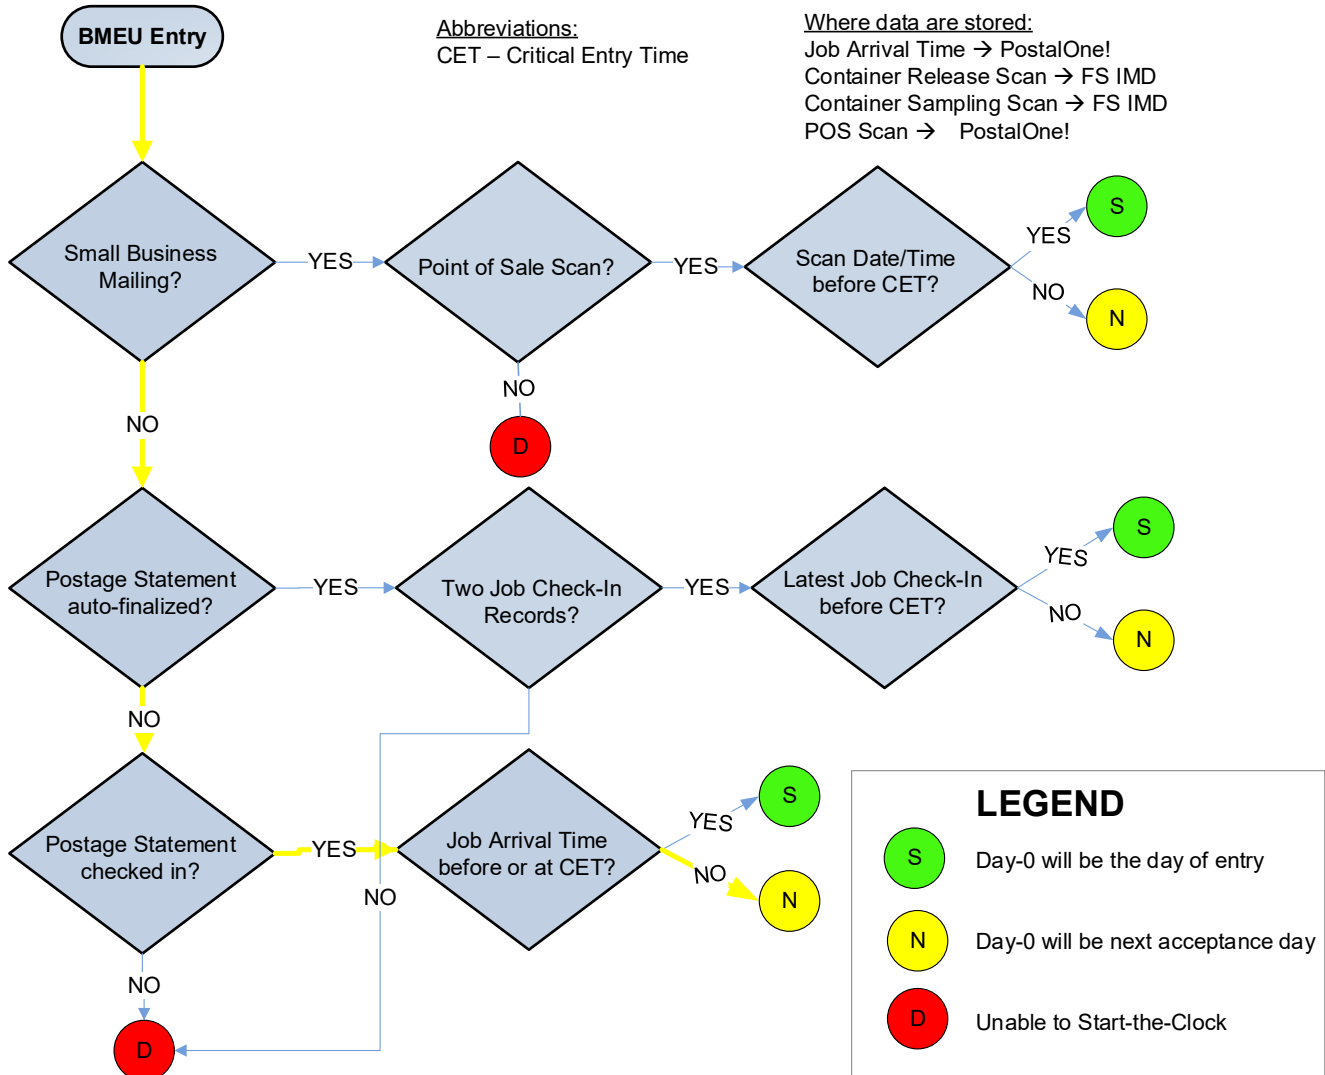 BMEU Entry
Abbreviations:
CET – Critical Entry Time
Where data are stored:
Job Arrival Time → PostalOne!
Container Release Scan → FS IMD
Container Sampling Scan → FS IMD
POS Scan → PostalOne!
Small Business
Mailing?
YES
Point of Sale Scan?
YES
Scan Date/Time
before CET?
YES
S
NO
N
NO
D
NO
Postage Statement
auto-finalized?
YES
Two Job Check-In
Records?
YES
Latest Job Check-In
before CET?
YES
S
NO
N
NO
Postage Statement
checked in?
YES
Job Arrival Time
before or at CET?
YES
S
NO
N
NO
NO
D
LEGEND
S
Day-0 will be the day of entry
N
Day-0 will be next acceptance day
D
Unable to Start-the-Clock